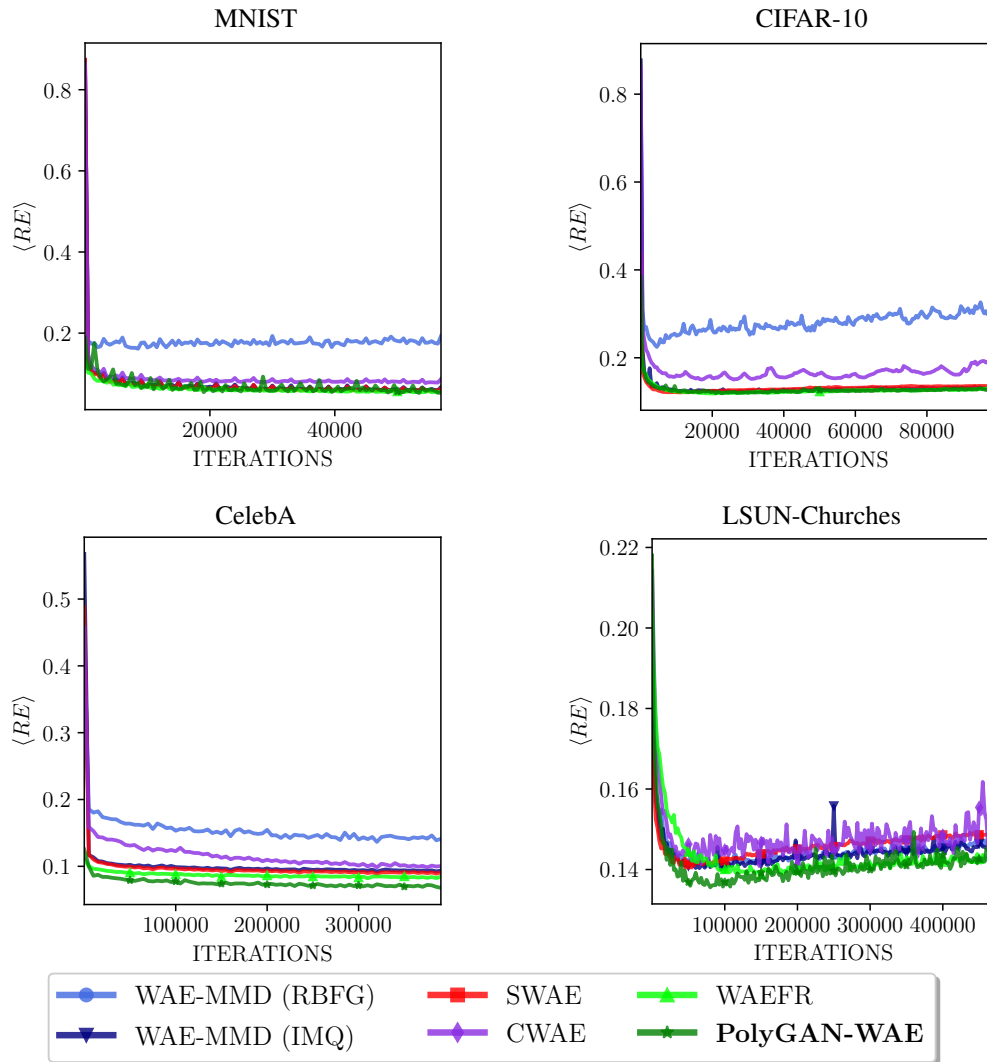 MNIST
0.8
0.6
0.4
0.2
⟨RE⟩
20000 40000
ITERATIONS
CIFAR-10
0.8
0.6
0.4
0.2
⟨RE⟩
20000 40000 60000 80000
ITERATIONS
CelebA
0.5
0.4
0.3
0.2
0.1
⟨RE⟩
100000 200000 300000
ITERATIONS
LSUN-Churches
0.22
0.20
0.18
0.16
0.14
⟨RE⟩
100000 200000 300000 400000
ITERATIONS
WAE-MMD (RBFG) SWAE WAEFR
WAE-MMD (IMQ) CWAE PolyGAN-WAE